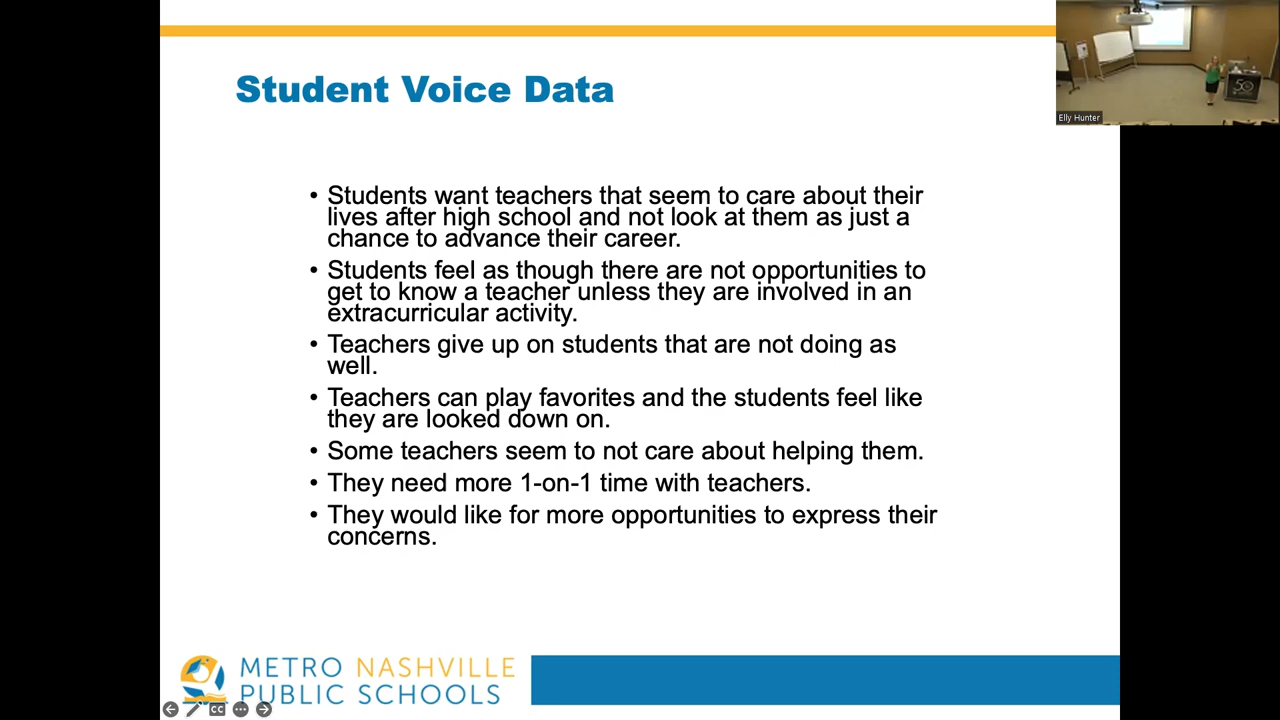 Student Voice Data
Elly Hunter
50
• Students want teachers that seem to care about their
lives after high school and not look at them as just a
chance to advance their career.
• Students feel as though there are not opportunities to
get to know a teacher unless they are involved in an
extracurricular activity.
• Teachers give up on students that are not doing as
well.
• Teachers can play favorites and the students feel like
they are looked down on.
• Some teachers seem to not care about helping them.
• They need more 1-on-1 time with teachers.
• They would like for more opportunities to express their
concerns.
METRO NASHVILLE
PUBLIC SCHOOLS
CC